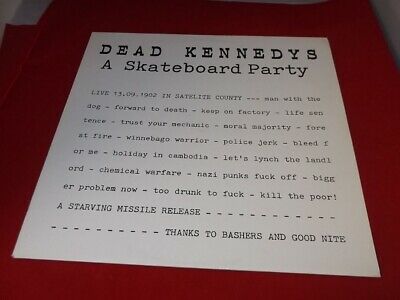 DEAD KENNEDYS
A Skateboard Party
LIVE 13.09.1982 IN SATELITE COUNTY --- man with the
dog - forward to death - keep on factory - life sen
tence - trust your mechanic - moral majority - fore
st fire - winnebago warrior - police jerk - bleed f
or me - holiday in cambodia - let's lynch the landl
ord - chemical warfare - nazi punks fuck off - bigg
er problem now - too drunk to fuck - kill the poor!
A STARVING MISSILE RELEASE - - - - - - - - - - - -
- - - - - - - - - - THANKS TO BASHERS AND GOOD NITE